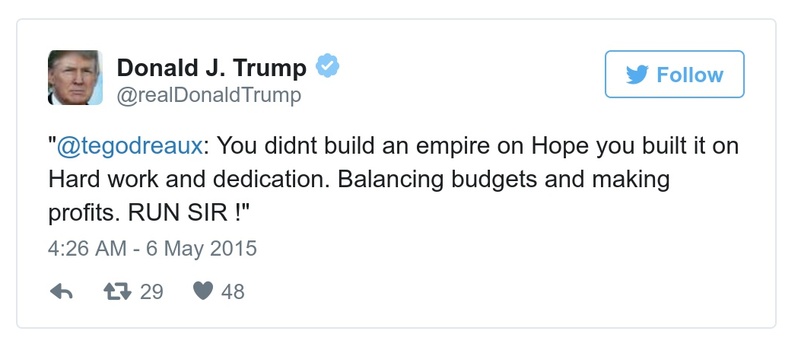 Donald J. Trump
@realDonaldTrump
Follow
"@tegodreaux: You didnt build an empire on Hope you built it on
Hard work and dedication. Balancing budgets and making
profits. RUN SIR !"
4:26 AM - 6 May 2015
29 48